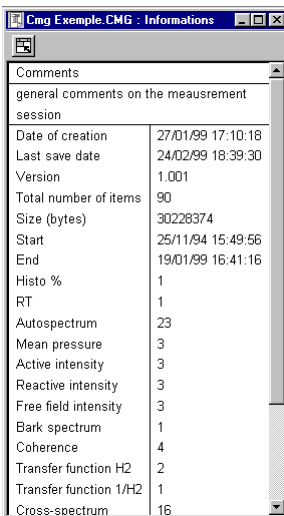 Cmg Exemple.CMG : Informations
Comments
general comments on the meausrement
session
Date of creation 27/01/99 17:10:18
Last save date 24/02/99 18:39:30
Version 1.001
Total number of items 90
Size (bytes) 30228374
Start 25/11/94 15:49:56
End 19/01/99 16:41:16
Histo % 1
RT 1
Autospectrum 23
Mean pressure 3
Active intensity 3
Reactive intensity 3
Free field intensity 3
Bark spectrum 1
Coherence 4
Transfer function H2 2
Transfer function 1/H2 1
Cross-spectrum 16